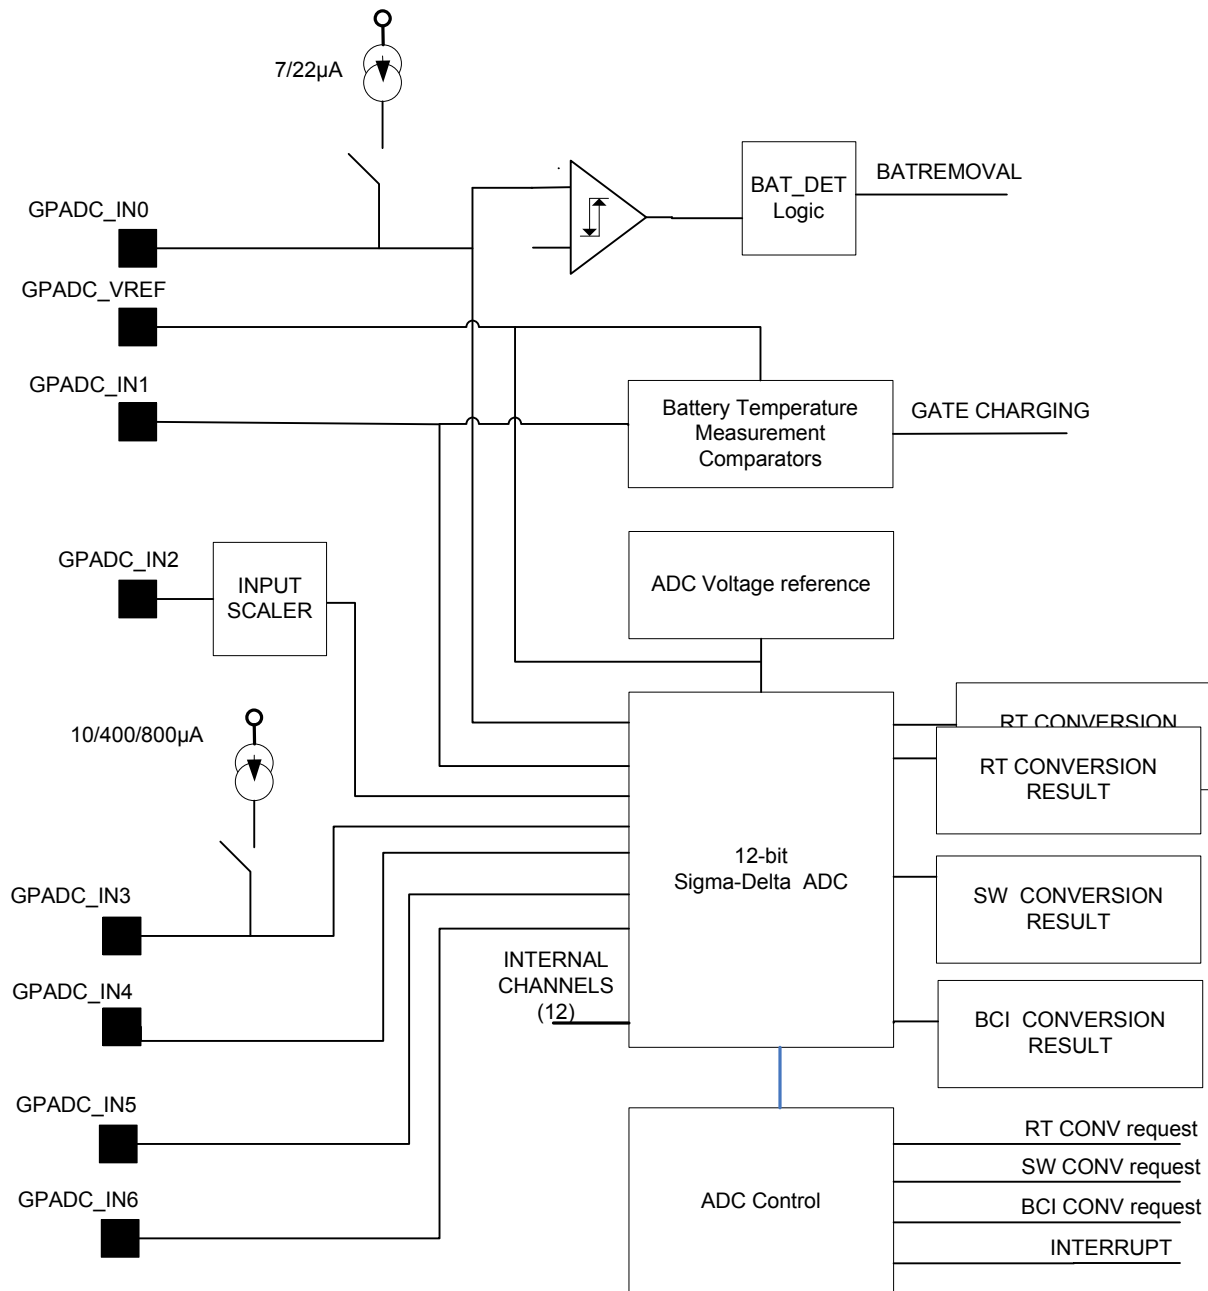 7/22µA
GPADC_IN0
BAT_DET
Logic
BATREMOVAL
GPADC_VREF
GPADC_IN1
Battery Temperature
Measurement
Comparators
GATE CHARGING
GPADC_IN2
INPUT
SCALER
ADC Voltage reference
10/400/800µA
RT CONVERSION
RT CONVERSION
RESULT
12-bit
Sigma-Delta ADC
SW CONVERSION
RESULT
GPADC_IN3
INTERNAL
CHANNELS
(12)
GPADC_IN4
BCI CONVERSION
RESULT
GPADC_IN5
GPADC_IN6
ADC Control
RT CONV request
SW CONV request
BCI CONV request
INTERRUPT